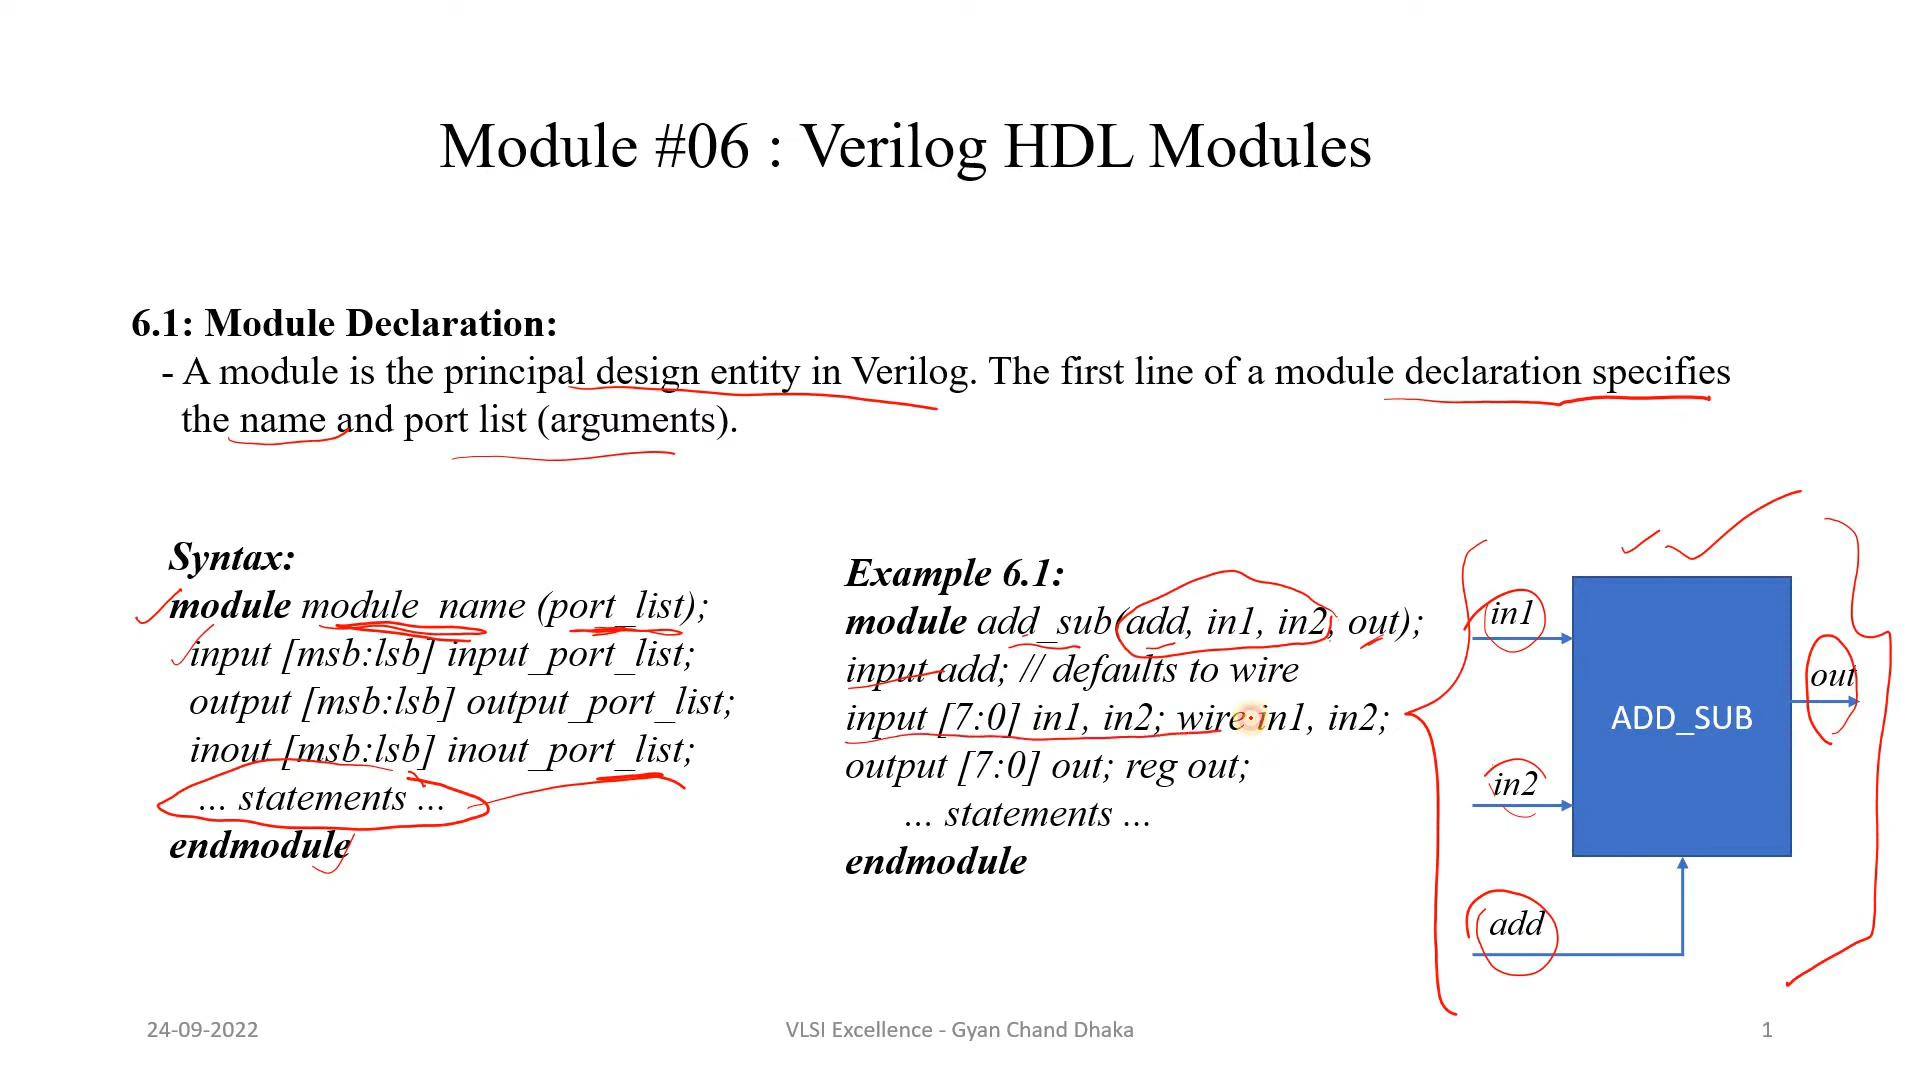 Module #06 : Verilog HDL Modules
6.1: Module Declaration:
- A module is the principal design entity in Verilog. The first line of a module declaration specifies
the name and port list (arguments).
Syntax:
module module_name (port_list);
input [msb:lsb] input_port_list;
output [msb:lsb] output_port_list;
inout [msb:lsb] inout_port_list;
... statements ...
endmodule
Example 6.1:
module add_sub(add, in1, in2, out);
input add; // defaults to wire
input [7:0] in1, in2; wire in1, in2;
output [7:0] out; reg out;
... statements ...
endmodule
in1
in2
add
ADD_SUB
out
24-09-2022
VLSI Excellence - Gyan Chand Dhaka
1